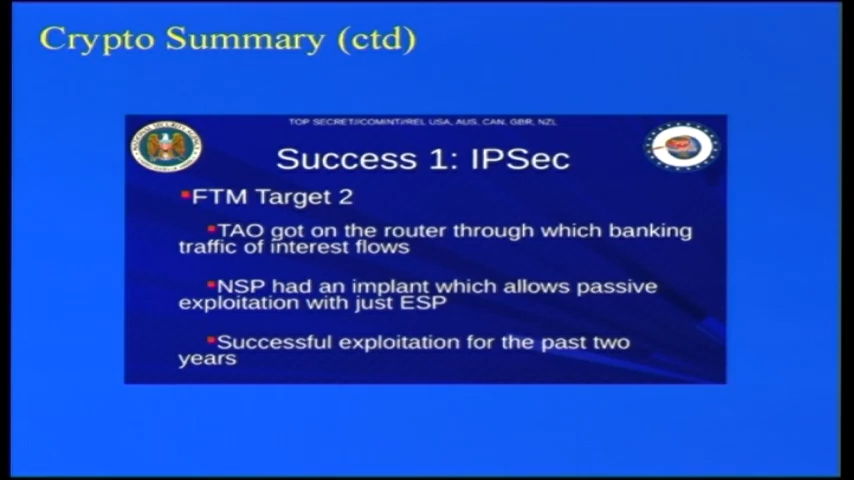 Crypto Summary (ctd)
TOP SECRET//COMINT//REL USA, AUS, CAN, GBR, NZL
Success 1: IPSec
FTM Target 2
TAO got on the router through which banking
traffic of interest flows
NSP had an implant which allows passive
exploitation with just ESP
Successful exploitation for the past two
years